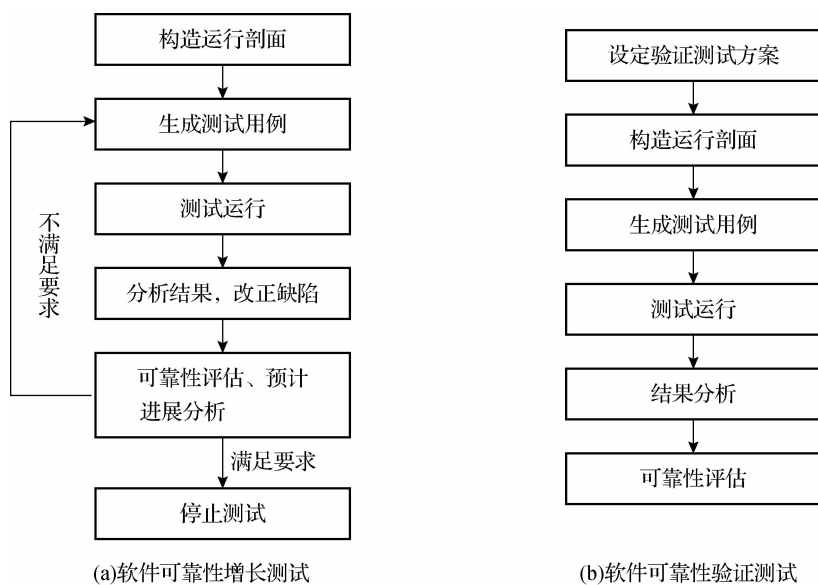 构造运行剖面
生成测试用例
测试运行
分析结果，改正缺陷
可靠性评估、预计
进展分析
不满足要求
满足要求
停止测试
(a)软件可靠性增长测试
设定验证测试方案
构造运行剖面
生成测试用例
测试运行
结果分析
可靠性评估
(b)软件可靠性验证测试